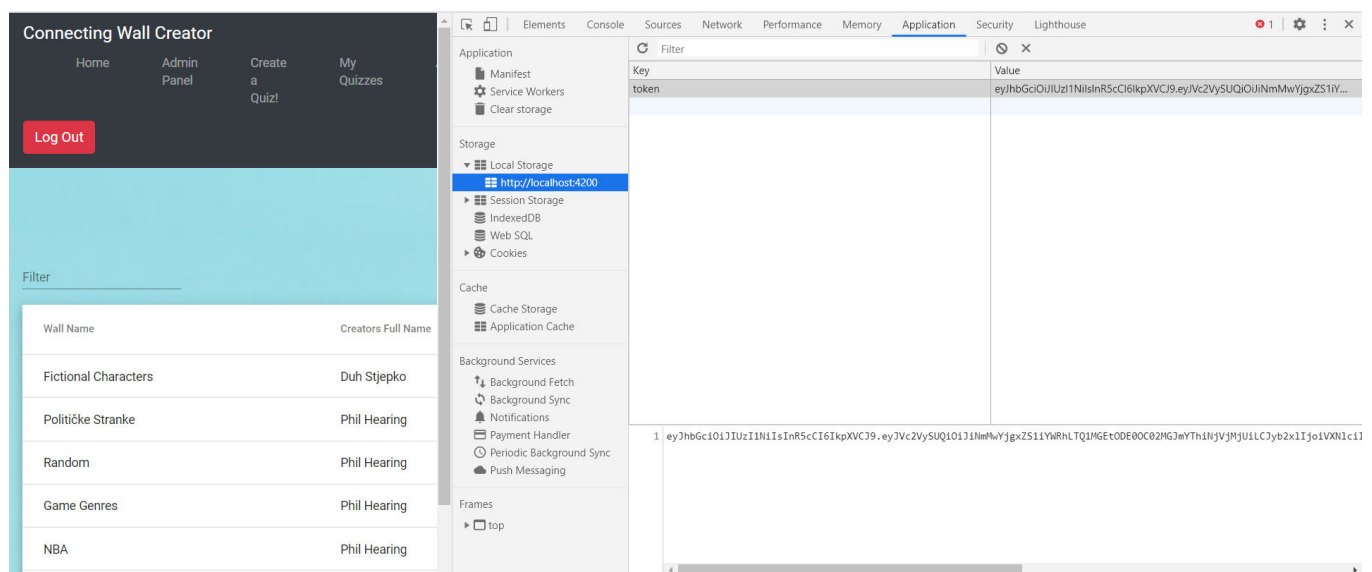 Connecting Wall Creator
Home
Admin Panel
Create a Quiz!
My Quizzes
Log Out
Filter
Wall Name Creators Full Name
Fictional Characters Duh Stjepko
Političke Stranke Phil Hearing
Random Phil Hearing
Game Genres Phil Hearing
NBA Phil Hearing
Elements Console Sources Network Performance Memory Application Security Lighthouse 1
Application
Manifest
Service Workers
Clear storage
Storage
Local Storage
http://localhost:4200
Session Storage
IndexedDB
Web SQL
Cookies
Cache
Cache Storage
Application Cache
Background Services
Background Fetch
Background Sync
Notifications
Payment Handler
Periodic Background Sync
Push Messaging
Frames
top
Filter
Key Value
token
1